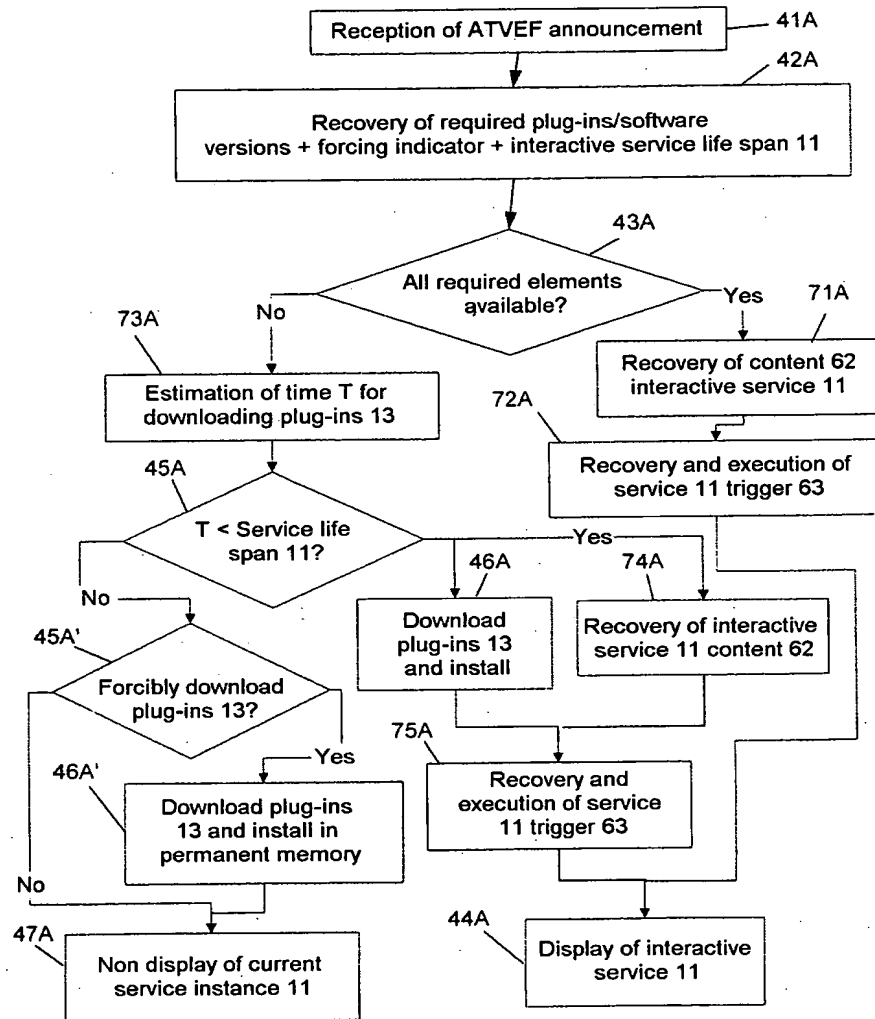 Reception of ATVEF announcement
41A
42A
Recovery of required plug-ins/software
versions + forcing indicator + interactive service life span 11
43A
All required elements
available?
No
Yes
73A
71A
Estimation of time T for
downloading plug-ins 13
Recovery of content 62
interactive service 11
72A
Recovery and execution of
service 11 trigger 63
45A
T < Service life
span 11?
Yes
No
46A
74A
Download
plug-ins 13
and install
Recovery of interactive
service 11 content 62
45A'
Forcibly download
plug-ins 13?
Yes
No
46A'
Download plug-ins
13 and install in
permanent memory
75A
Recovery and
execution of service
11 trigger 63
47A
Non display of current
service instance 11
44A
Display of interactive
service 11